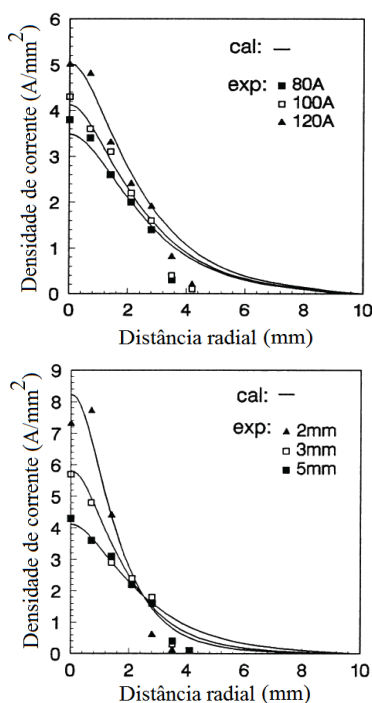 6
5
4
3
2
1
0
Densidade de corrente (A/mm²)
cal: —
exp: ■ 80A
□ 100A
▲ 120A
0 2 4 6 8 10
Distância radial (mm)
9
8
7
6
5
4
3
2
1
0
Densidade de corrente (A/mm²)
cal: —
exp: ▲ 2mm
□ 3mm
■ 5mm
0 2 4 6 8 10
Distância radial (mm)